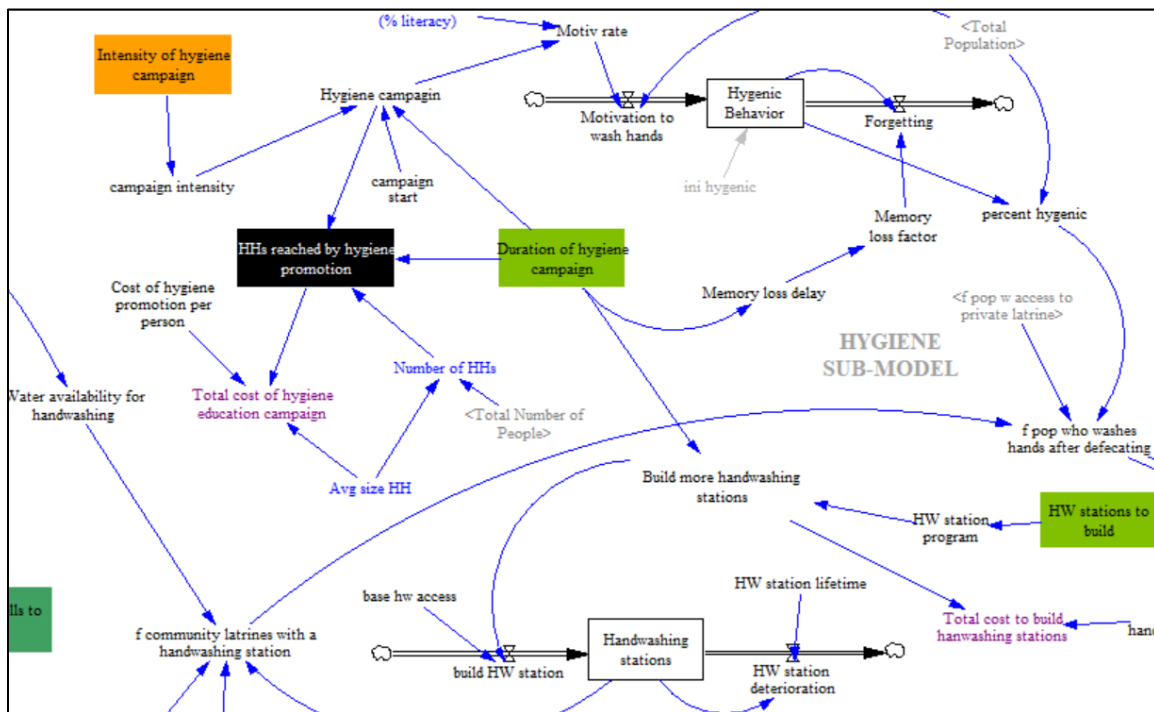 (% literacy)
Motiv rate
<Total
Population>
Intensity of hygiene
campaign
Hygiene campagin
Hygenic
Behavior
Motivation to
wash hands
Forgetting
campaign intensity
campaign
start
ini hygenic
Memory
loss factor
percent hygenic
HHs reached by hygiene
promotion
Duration of hygiene
campaign
Cost of hygiene
promotion per
person
Memory loss delay
<f pop w access to
private latrine>
HYGIENE
SUB-MODEL
Number of HHs
Water availability for
handwashing
Total cost of hygiene
education campaign
<Total Number of
People>
f pop who washes
hands after defecating
Avg size HH
Build more handwashing
stations
HW station
program
HW stations to
build
base hw access
HW station lifetime
lls to
f community latrines with a
handwashing station
Handwashing
stations
Total cost to build
hanwashing stations
hand
build HW station
HW station
deterioration